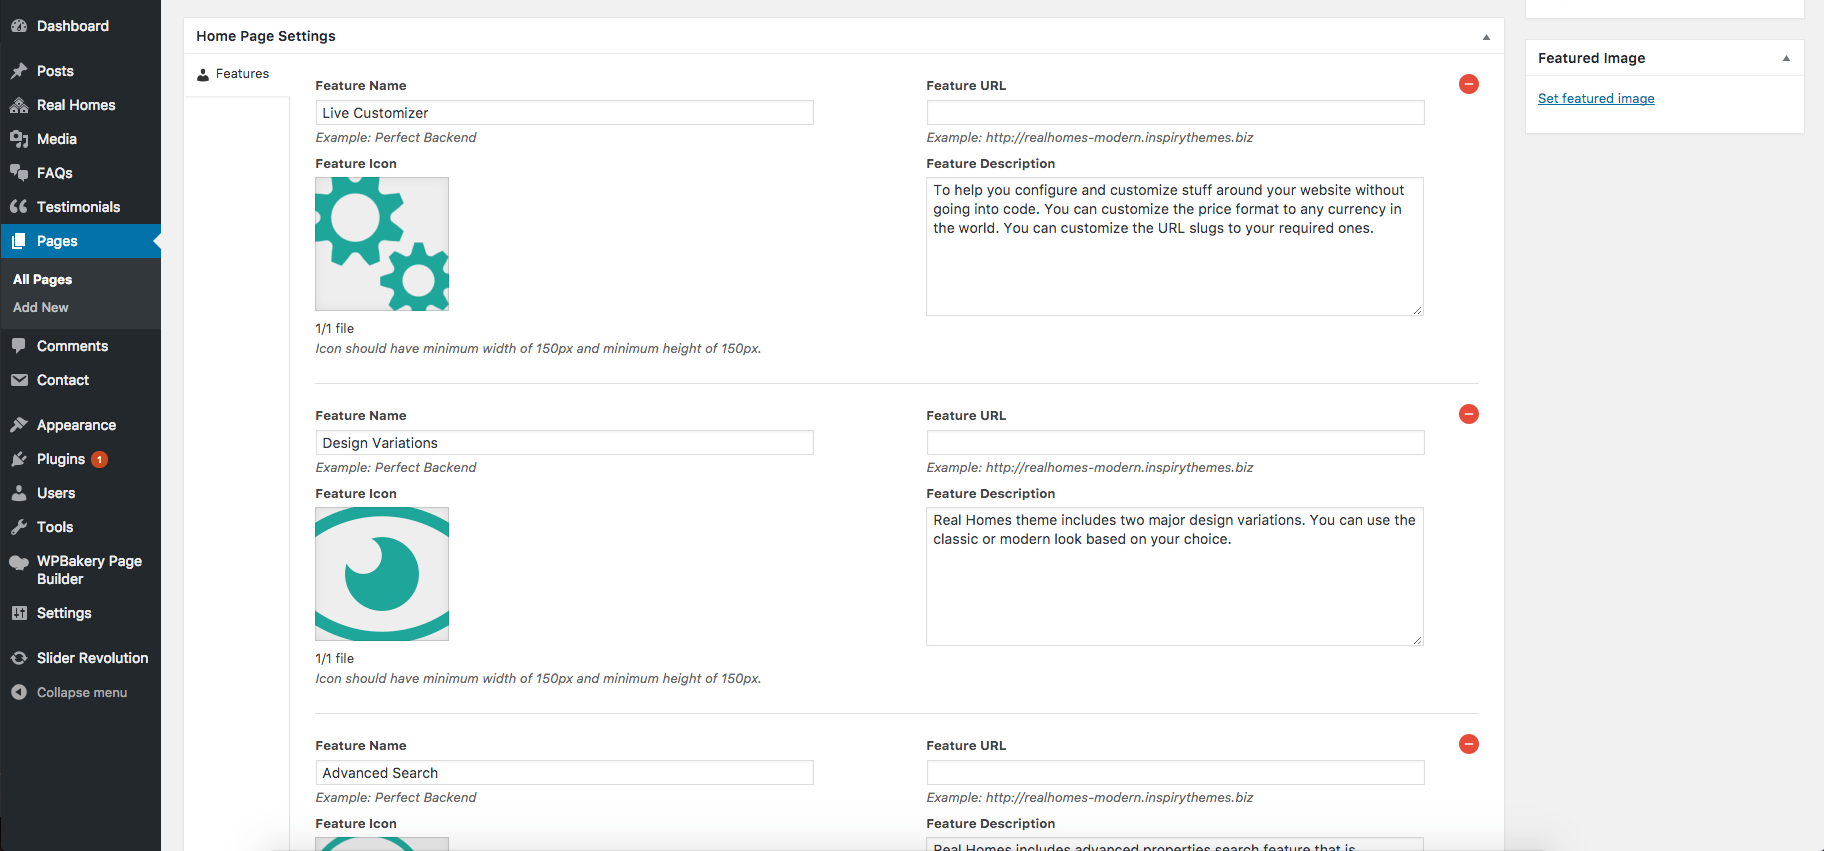 Dashboard
Posts
Real Homes
Media
FAQs
Testimonials
Pages
All Pages
Add New
Comments
Contact
Appearance
Plugins 1
Users
Tools
WPBakery Page
Builder
Settings
Slider Revolution
Collapse menu
Home Page Settings
Features
Feature Name
Live Customizer
Example: Perfect Backend
Feature Icon
1/1 file
Icon should have minimum width of 150px and minimum height of 150px.
Feature URL
Example: http://realhomes-modern.inspirythemes.biz
Feature Description
To help you configure and customize stuff around your website without
going into code. You can customize the price format to any currency in
the world. You can customize the URL slugs to your required ones.
Feature Name
Design Variations
Example: Perfect Backend
Feature Icon
1/1 file
Icon should have minimum width of 150px and minimum height of 150px.
Feature URL
Example: http://realhomes-modern.inspirythemes.biz
Feature Description
Real Homes theme includes two major design variations. You can use the
classic or modern look based on your choice.
Feature Name
Advanced Search
Example: Perfect Backend
Feature Icon
Feature URL
Example: http://realhomes-modern.inspirythemes.biz
Feature Description
Real Homes includes advanced properties search feature that is
Featured Image
Set featured image